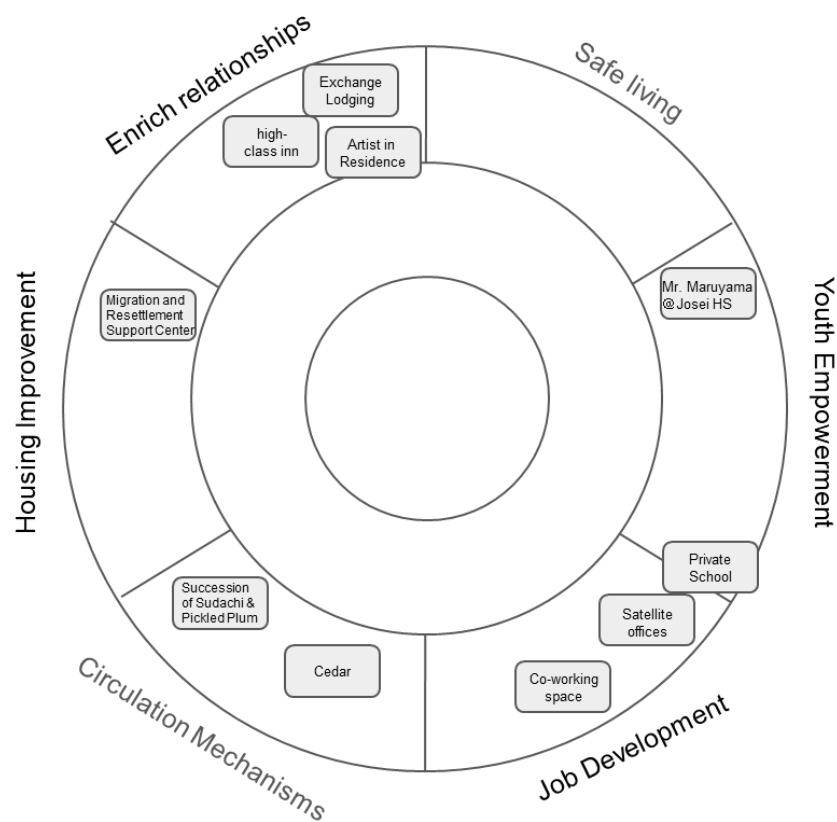 Enrich relationships
Safe living
Exchange
Lodging
high-
class inn
Artist in
Residence
Housing Improvement
Migration and
Resettlement
Support Center
Mr. Maruyama
@Josei HS
Youth Empowerment
Private
School
Succession
of Sudachi &
Pickled Plum
Satellite
offices
Cedar
Co-working
space
Circulation Mechanisms
Job Development